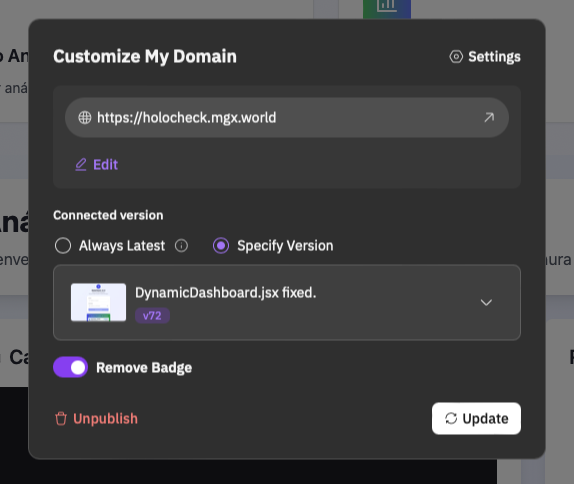 Customize My Domain
Settings
https://holocheck.mgx.world
Edit
Connected version
Always Latest
Specify Version
DynamicDashboard.jsx fixed.
v72
Remove Badge
Unpublish
Update